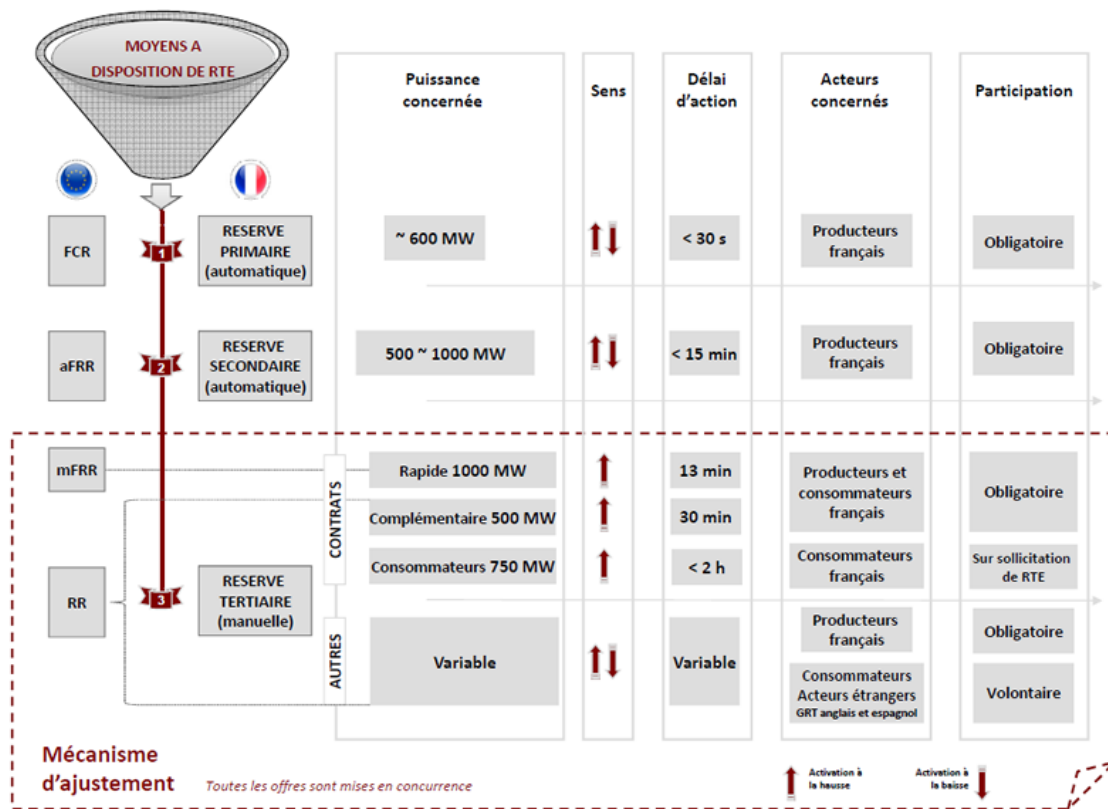 MOYENS A
DISPOSITION DE RTE
Puissance
concernée
Sens
Délai
d'action
Acteurs
concernés
Participation
FCR
1
RESERVE
PRIMAIRE
(automatique)
~ 600 MW
< 30 s
Producteurs
français
Obligatoire
aFRR
2
RESERVE
SECONDAIRE
(automatique)
500 ~ 1000 MW
< 15 min
Producteurs
français
Obligatoire
mFRR
CONTRATS
Rapide 1000 MW
13 min
Producteurs et
consommateurs
français
Obligatoire
Complémentaire 500 MW
30 min
Consommateurs 750 MW
< 2 h
Consommateurs
français
Sur sollicitation
de RTE
RR
3
RESERVE
TERTIAIRE
(manuelle)
AUTRES
Variable
Variable
Producteurs
français
Obligatoire
Consommateurs
Acteurs étrangers
GRT anglais et espagnol
Volontaire
Mécanisme
d'ajustement
Toutes les offres sont mises en concurrence
Activation à
la hausse
Activation à
la baisse